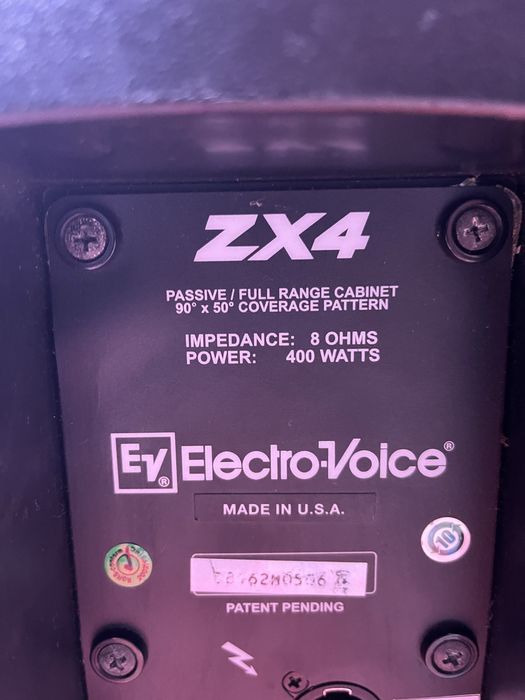 ZX4
PASSIVE / FULL RANGE CABINET
90° x 50° COVERAGE PATTERN
IMPEDANCE: 8 OHMS
POWER: 400 WATTS
EV® Electro-Voice®
MADE IN U.S.A.
10
PATENT PENDING